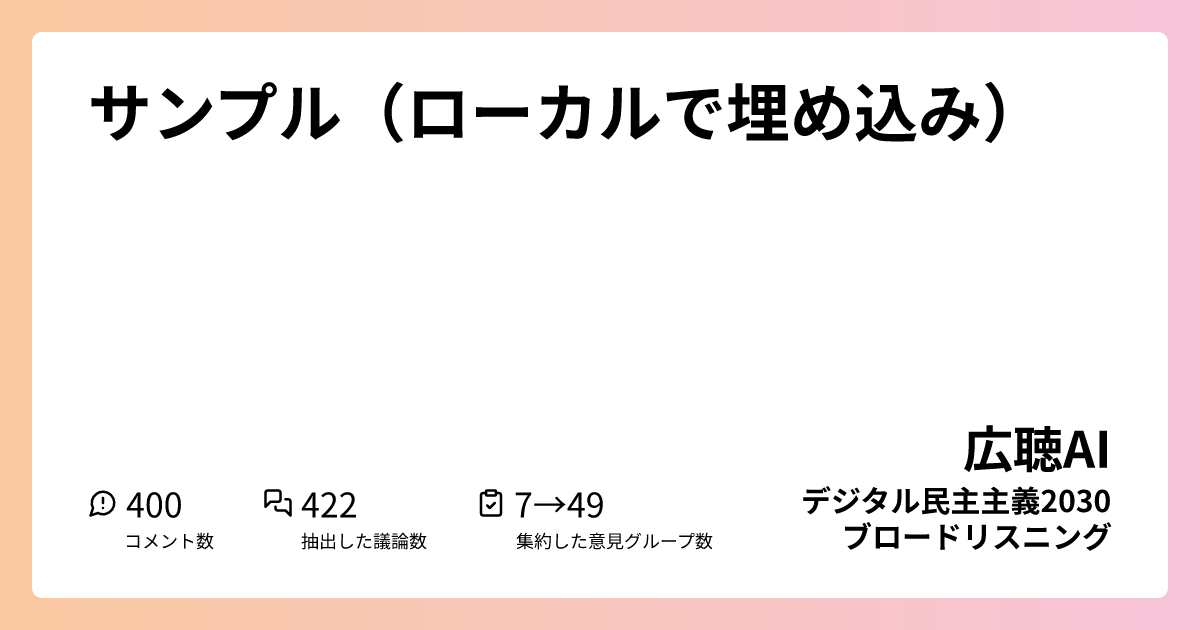 サンプル（ローカルで埋め込み）
400
コメント数
422
抽出した議論数
7→49
集約した意見グループ数
広聴AI
デジタル民主主義2030
ブロードリスニング